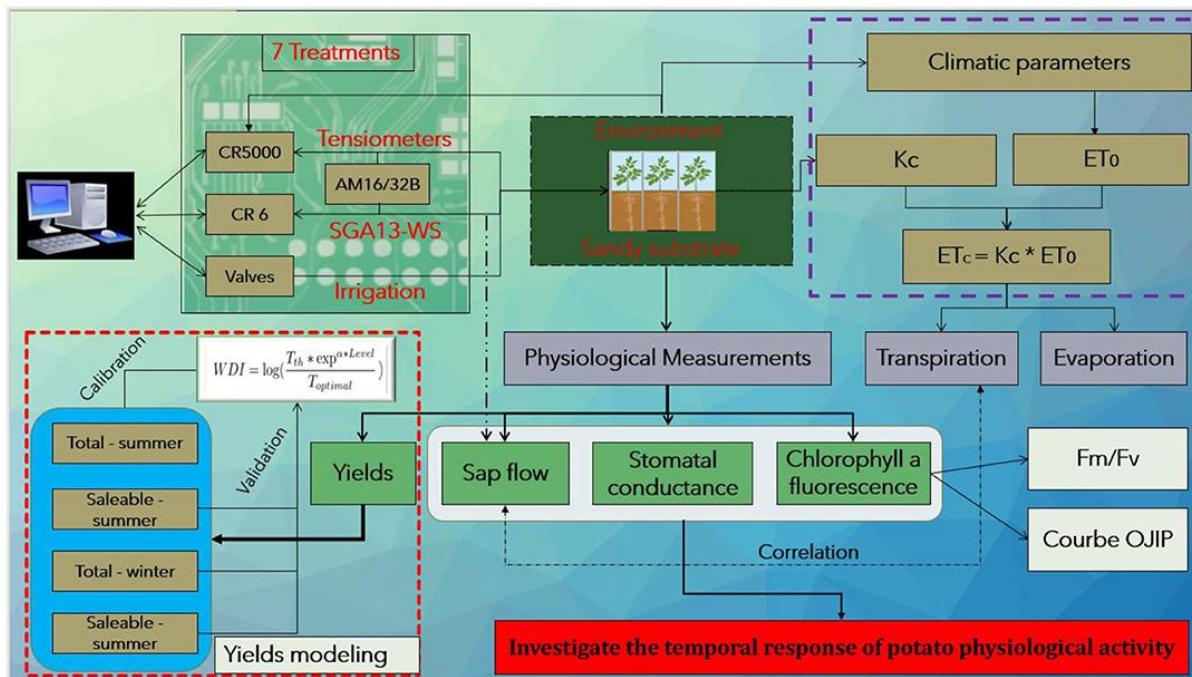 7 Treatments
Climatic parameters
Tensiometers
Environment
CR5000
Kc
ET0
AM16/32B
CR 6
SGA13-WS
Sandy substrate
ETc = Kc * ET0
Valves
Irrigation
Physiological Measurements
Transpiration
Evaporation
Calibration
WDI = log(T_th * exp^{α*Level} / T_optimal)
Total - summer
Validation
Yields
Sap flow
Stomatal
conductance
Chlorophyll a
fluorescence
Fm/Fv
Saleable -
summer
Courbe OJIP
Correlation
Total - winter
Saleable -
summer
Yields modeling
Investigate the temporal response of potato physiological activity